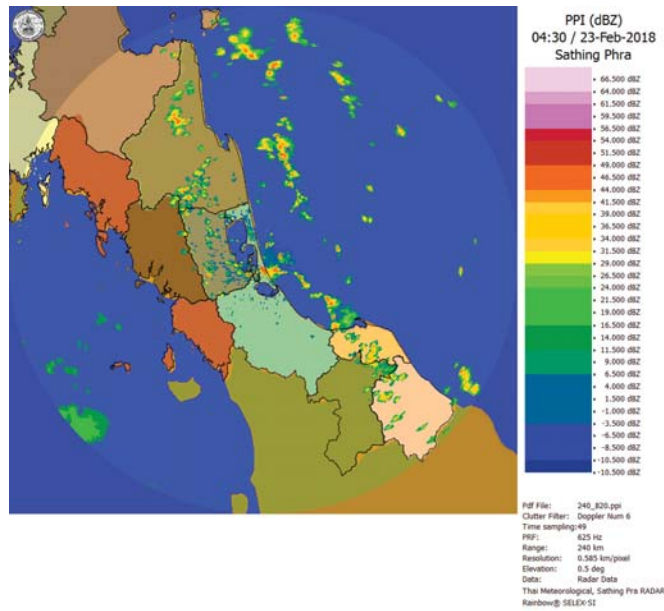 PPI (dBZ)
04:30 / 23-Feb-2018
Sathing Phra
66.500 dBZ
64.000 dBZ
61.500 dBZ
59.500 dBZ
56.500 dBZ
54.000 dBZ
51.500 dBZ
49.000 dBZ
46.500 dBZ
44.000 dBZ
41.500 dBZ
39.000 dBZ
36.500 dBZ
34.000 dBZ
31.500 dBZ
29.000 dBZ
26.500 dBZ
24.000 dBZ
21.500 dBZ
19.000 dBZ
16.500 dBZ
14.000 dBZ
11.500 dBZ
9.000 dBZ
6.500 dBZ
4.000 dBZ
1.500 dBZ
-1.000 dBZ
-3.500 dBZ
-6.500 dBZ
-8.500 dBZ
-10.500 dBZ
-10.500 dBZ
Pdf File: 240_820.ppi
Clutter Filter: Doppler Num 6
Time sampling:49
PRF: 625 Hz
Range: 240 km
Resolution: 0.585 km/pixel
Elevation: 0.5 deg
Data: Radar Data
Thai Meteorological, Sathing Pra RADAR
Rainbow® SELEX-SI